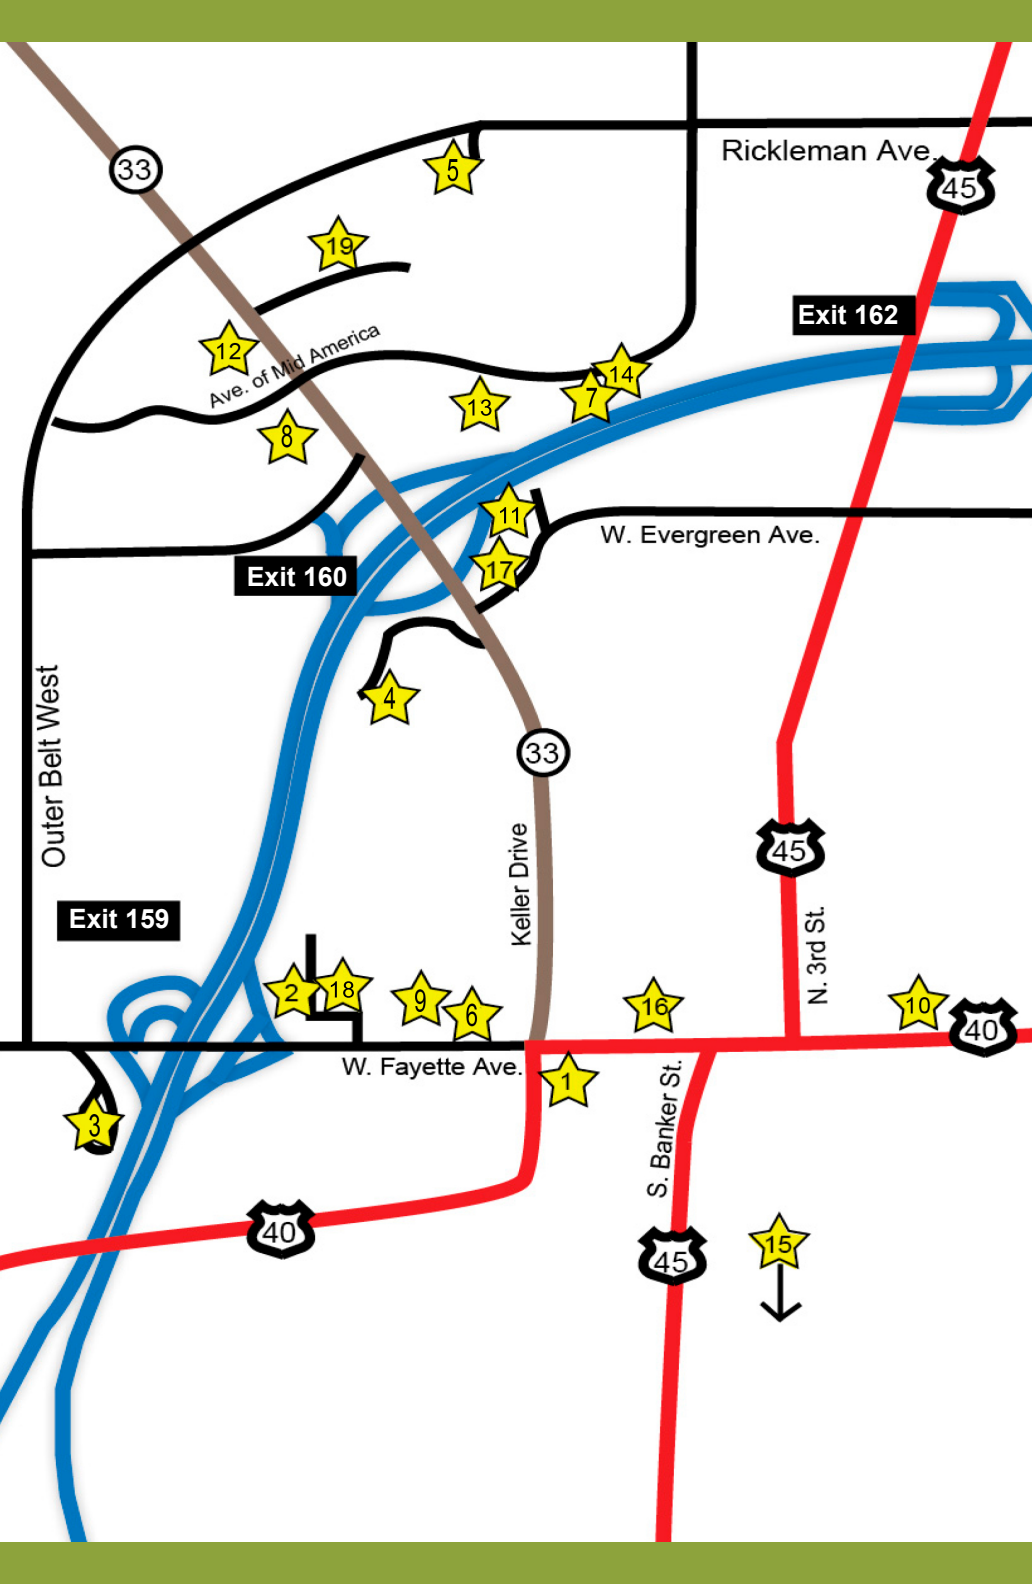 33
5
Rickleman Ave.
45
19
Exit 162
12
Ave. of Mid America
14
7
13
8
11
W. Evergreen Ave.
17
Exit 160
4
Outer Belt West
33
45
Keller Drive
Exit 159
N. 3rd St.
2
18
9
6
16
10
40
W. Fayette Ave.
1
3
S. Banker St.
40
45
15